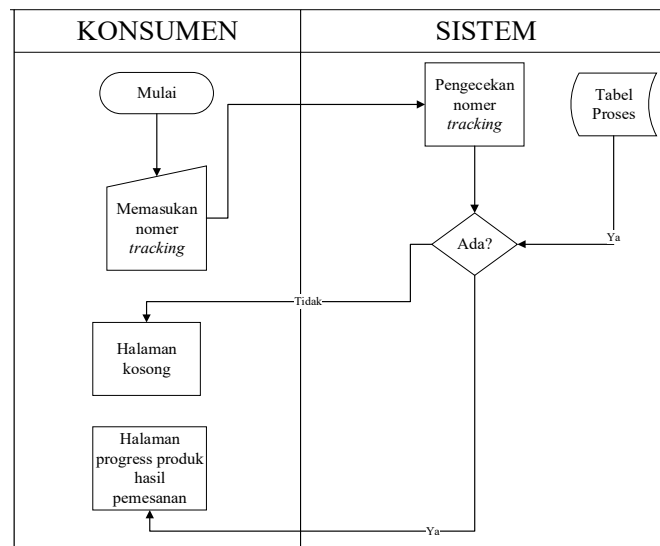 KONSUMEN
SISTEM
Mulai
Pengecekan
nomer
tracking
Tabel
Proses
Memasukan
nomer
tracking
Ada?
Ya
Tidak
Halaman
kosong
Halaman
progress produk
hasil
pemesanan
Ya